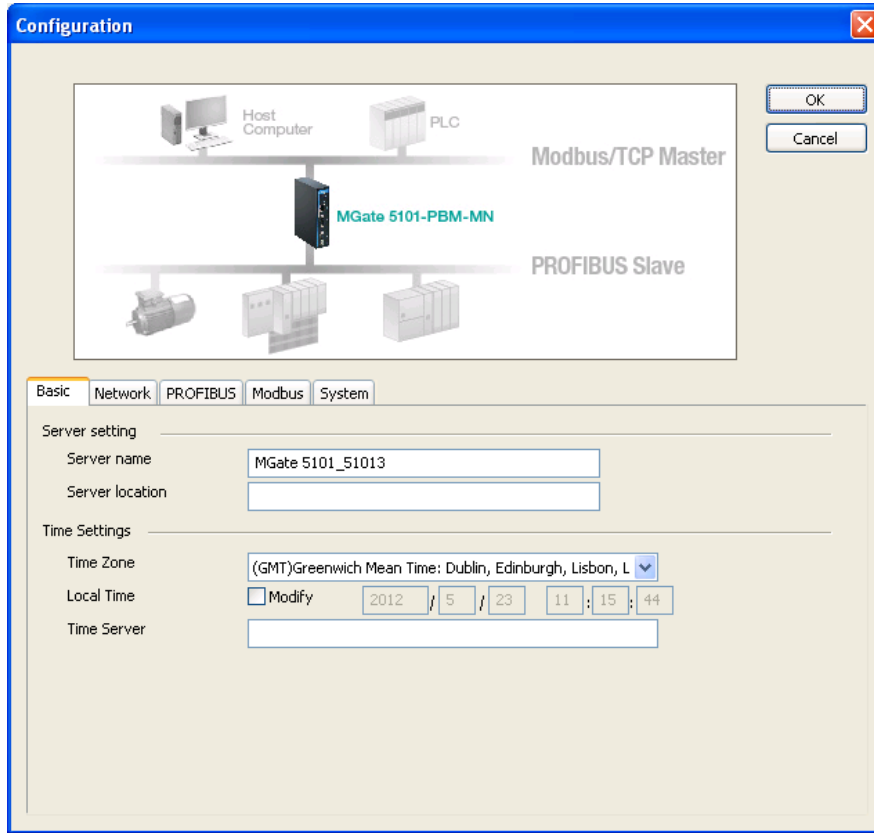 Configuration
Host
Computer
PLC
Modbus/TCP Master
MGate 5101-PBM-MN
PROFIBUS Slave
OK
Cancel
Basic Network PROFIBUS Modbus System
Server setting
Server name MGate 5101_51013
Server location
Time Settings
Time Zone (GMT)Greenwich Mean Time: Dublin, Edinburgh, Lisbon, L
Local Time Modify 2012 / 5 / 23 11 : 15 : 44
Time Server